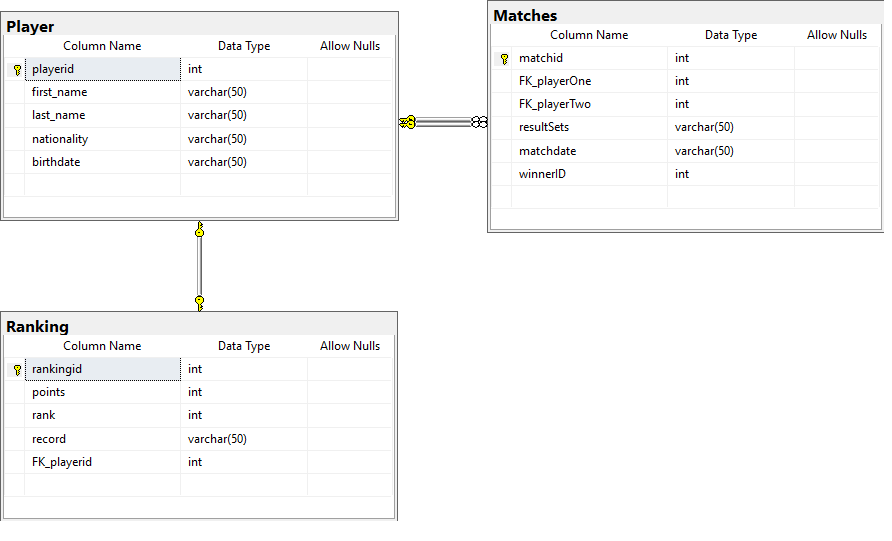 Player
Column Name Data Type Allow Nulls
playerid int
first_name varchar(50)
last_name varchar(50)
nationality varchar(50)
birthdate varchar(50)
Matches
Column Name Data Type Allow Nulls
matchid int
FK_playerOne int
FK_playerTwo int
resultSets varchar(50)
matchdate varchar(50)
winnerID int
Ranking
Column Name Data Type Allow Nulls
rankingid int
points int
rank int
record varchar(50)
FK_playerid int